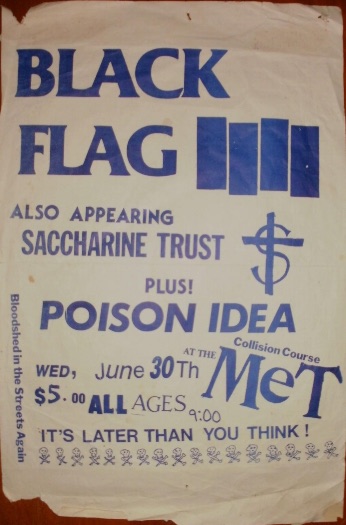 BLACK
FLAG
ALSO APPEARING
SACCHARINE TRUST
PLUS!
POISON IDEA
Collision Course
WED, June 30Th AT THE MeT
$5.00 ALL AGES 9:00
IT'S LATER THAN YOU THINK!
Bloodshed in the Streets Again